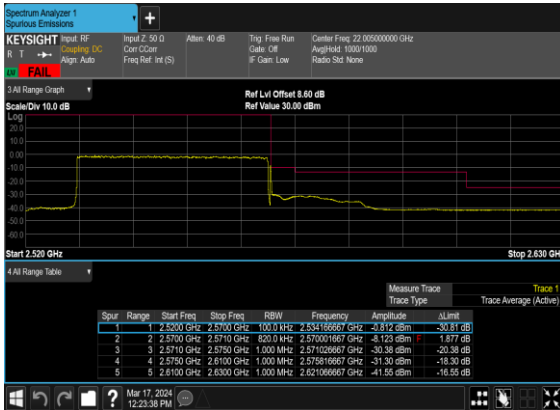 Spectrum Analyzer 1
Spurious Emissions
KEYSIGHT
R T
LXI
FAIL
Input: RF
Coupling: DC
Align: Auto
Input Z: 50 Ω
Corr CCorr
Freq Ref: Int (S)
Atten: 40 dB
Trig: Free Run
Gate: Off
IF Gain: Low
Center Freq: 22.005000000 GHz
Avg|Hold: 1000/1000
Radio Std: None
3 All Range Graph
Scale/Div 10.0 dB
Ref Lvl Offset 8.60 dB
Ref Value 30.00 dBm
Log
20.0
10.0
0.00
-10.0
-20.0
-30.0
-40.0
-50.0
-60.0
Start 2.520 GHz
Stop 2.630 GH
4 All Range Table
Measure Trace Trace 1
Trace Type Trace Average (Active)
Spur Range Start Freq Stop Freq RBW Frequency Amplitude ΔLimit
1 1 2.5200 GHz 2.5700 GHz 100.0 kHz 2.534166667 GHz -0.812 dBm -30.81 dB
2 2 2.5700 GHz 2.5710 GHz 820.0 kHz 2.570001667 GHz -8.123 dBm F 1.877 dB
3 3 2.5710 GHz 2.5750 GHz 1.000 MHz 2.571026667 GHz -30.38 dBm -20.38 dB
4 4 2.5750 GHz 2.6100 GHz 1.000 MHz 2.575816667 GHz -31.30 dBm -18.30 dB
5 5 2.6100 GHz 2.6300 GHz 1.000 MHz 2.621066667 GHz -41.55 dBm -16.55 dB
Mar 17, 2024
12:23:38 PM